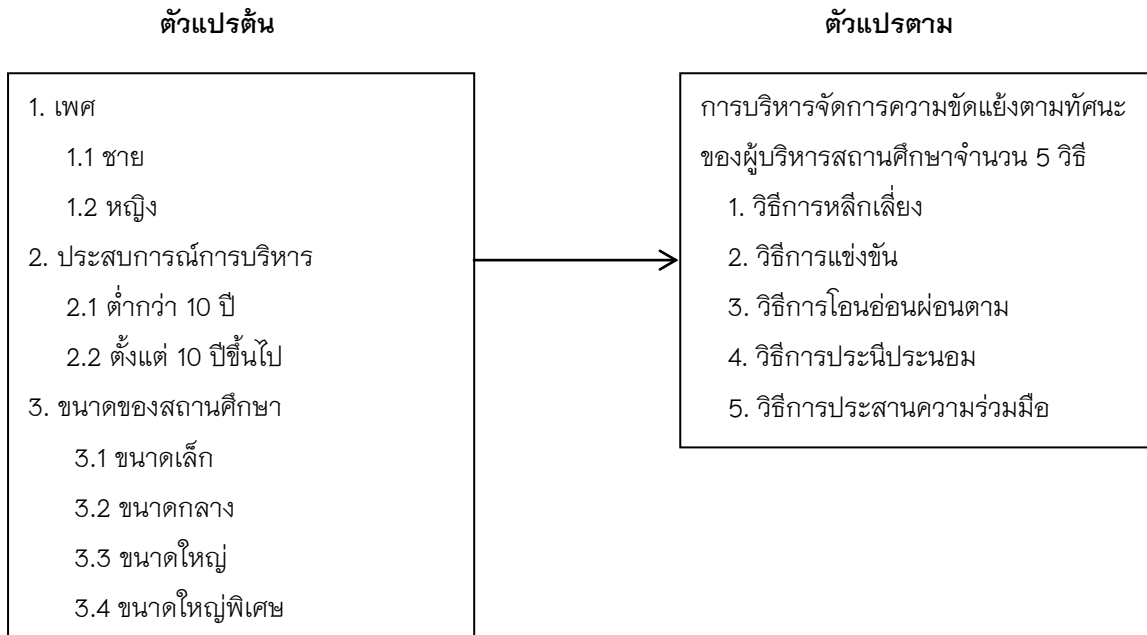 ตัวแปรต้น
1. เพศ
1.1 ชาย
1.2 หญิง
2. ประสบการณ์การบริหาร
2.1 ต่ำกว่า 10 ปี
2.2 ตั้งแต่ 10 ปีขึ้นไป
3. ขนาดของสถานศึกษา
3.1 ขนาดเล็ก
3.2 ขนาดกลาง
3.3 ขนาดใหญ่
3.4 ขนาดใหญ่พิเศษ
ตัวแปรตาม
การบริหารจัดการความขัดแย้งตามทัศนะ
ของผู้บริหารสถานศึกษาจำนวน 5 วิธี
1. วิธีการหลีกเลี่ยง
2. วิธีการแข่งขัน
3. วิธีการโอนอ่อนผ่อนตาม
4. วิธีการประนีประนอม
5. วิธีการประสานความร่วมมือ